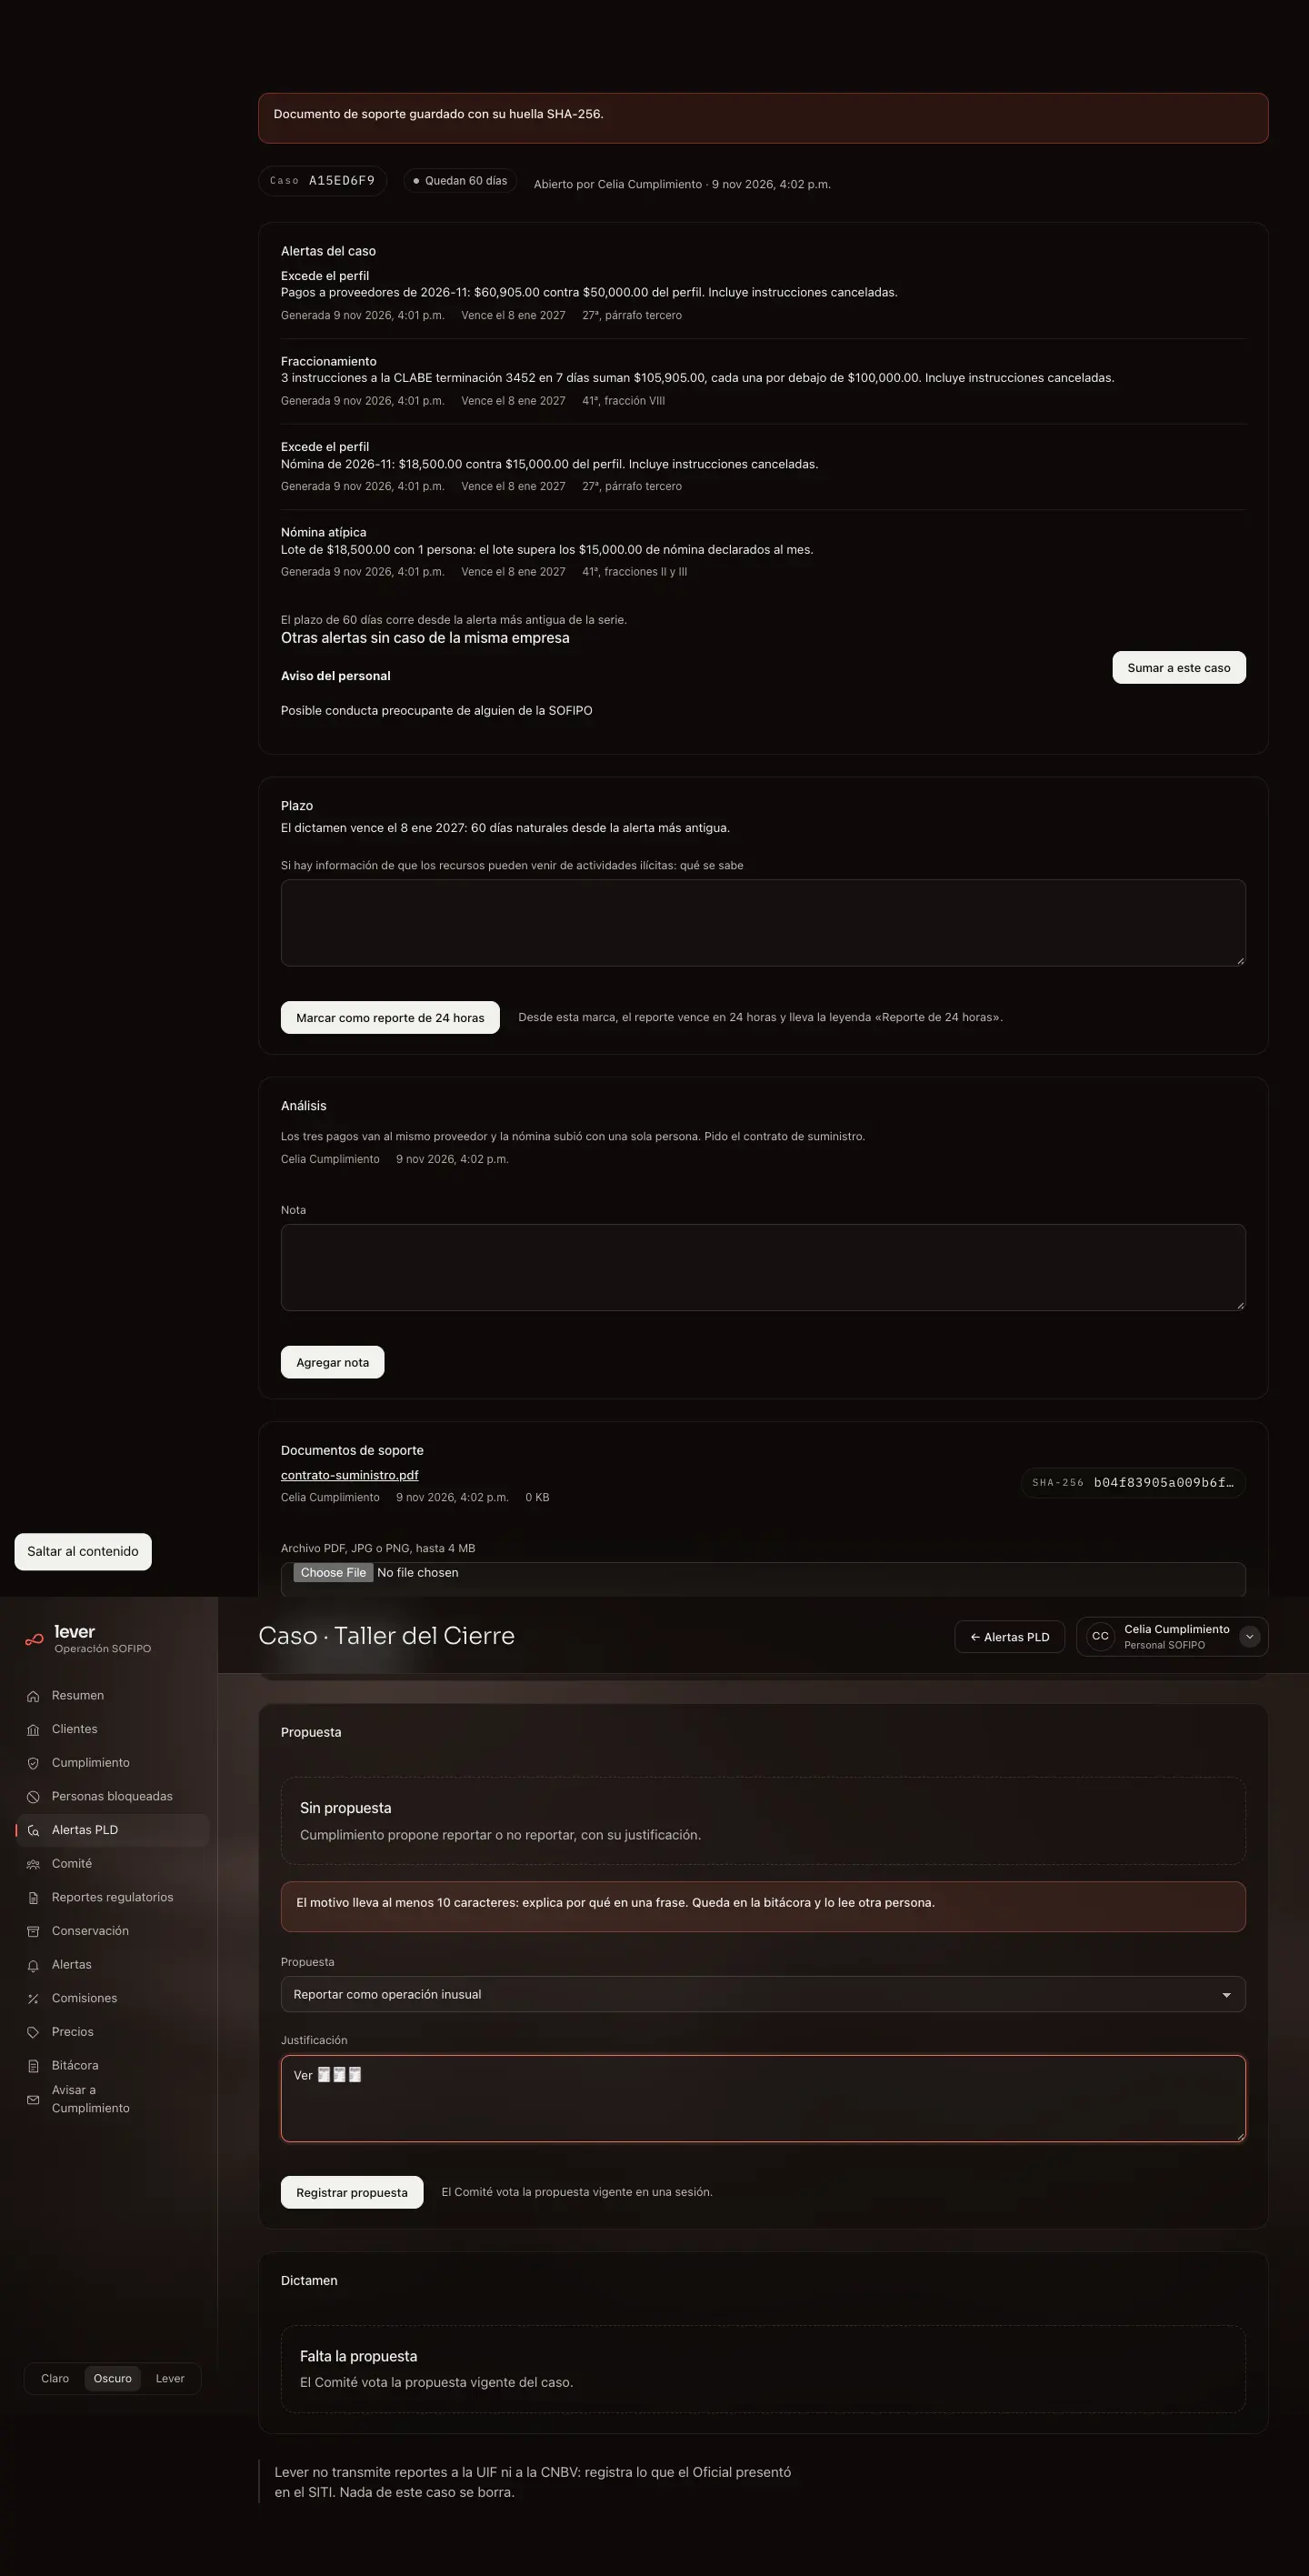 Documento de soporte guardado con su huella SHA-256.
Caso A15ED6F9
Quedan 60 días
Abierto por Celia Cumplimiento · 9 nov 2026, 4:02 p.m.
Alertas del caso
Excede el perfil
Pagos a proveedores de 2026-11: $60,905.00 contra $50,000.00 del perfil. Incluye instrucciones canceladas.
Generada 9 nov 2026, 4:01 p.m. Vence el 8 ene 2027 27ª, párrafo tercero
Fraccionamiento
3 instrucciones a la CLABE terminación 3452 en 7 días suman $105,905.00, cada una por debajo de $100,000.00. Incluye instrucciones canceladas.
Generada 9 nov 2026, 4:01 p.m. Vence el 8 ene 2027 41ª, fracción VIII
Excede el perfil
Nómina de 2026-11: $18,500.00 contra $15,000.00 del perfil. Incluye instrucciones canceladas.
Generada 9 nov 2026, 4:01 p.m. Vence el 8 ene 2027 27ª, párrafo tercero
Nómina atípica
Lote de $18,500.00 con 1 persona: el lote supera los $15,000.00 de nómina declarados al mes.
Generada 9 nov 2026, 4:01 p.m. Vence el 8 ene 2027 41ª, fracciones II y III
El plazo de 60 días corre desde la alerta más antigua de la serie.
Otras alertas sin caso de la misma empresa
Aviso del personal
Sumar a este caso
Posible conducta preocupante de alguien de la SOFIPO
Plazo
El dictamen vence el 8 ene 2027: 60 días naturales desde la alerta más antigua.
Si hay información de que los recursos pueden venir de actividades ilícitas: qué se sabe
Marcar como reporte de 24 horas
Desde esta marca, el reporte vence en 24 horas y lleva la leyenda «Reporte de 24 horas».
Análisis
Los tres pagos van al mismo proveedor y la nómina subió con una sola persona. Pido el contrato de suministro.
Celia Cumplimiento 9 nov 2026, 4:02 p.m.
Nota
Agregar nota
Documentos de soporte
contrato-suministro.pdf
SHA-256 b04f83905a009b6f…
Celia Cumplimiento 9 nov 2026, 4:02 p.m. 0 KB
Archivo PDF, JPG o PNG, hasta 4 MB
Choose File No file chosen
Saltar al contenido
lever
Operación SOFIPO
Resumen
Clientes
Cumplimiento
Personas bloqueadas
Alertas PLD
Comité
Reportes regulatorios
Conservación
Alertas
Comisiones
Precios
Bitácora
Avisar a
Cumplimiento
Claro Oscuro Lever
Caso · Taller del Cierre
← Alertas PLD
CC
Celia Cumplimiento
Personal SOFIPO
Propuesta
Sin propuesta
Cumplimiento propone reportar o no reportar, con su justificación.
El motivo lleva al menos 10 caracteres: explica por qué en una frase. Queda en la bitácora y lo lee otra persona.
Propuesta
Reportar como operación inusual
Justificación
Ver
Registrar propuesta
El Comité vota la propuesta vigente en una sesión.
Dictamen
Falta la propuesta
El Comité vota la propuesta vigente del caso.
Lever no transmite reportes a la UIF ni a la CNBV: registra lo que el Oficial presentó
en el SITI. Nada de este caso se borra.